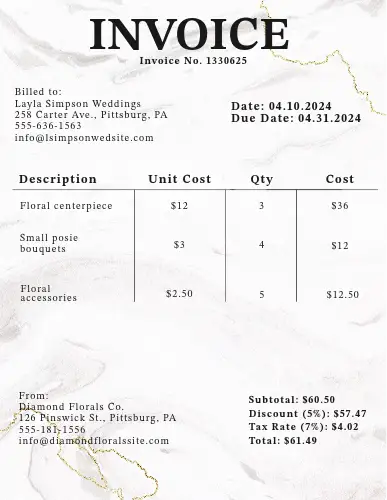 INVOICE
Invoice No. 1330625
Billed to:
Layla Simpson Weddings
258 Carter Ave., Pittsburg, PA
555-636-1563
info@lsimpsonwedsite.com
Date: 04.10.2024
Due Date: 04.31.2024
Description Unit Cost Qty Cost
Floral centerpiece $12 3 $36
Small posie
bouquets $3 4 $12
Floral
accessories $2.50 5 $12.50
From:
Diamond Florals Co.
126 Pinswick St., Pittsburg, PA
555-181-1556
info@diamondfloralssite.com
Subtotal: $60.50
Discount (5%): $57.47
Tax Rate (7%): $4.02
Total: $61.49